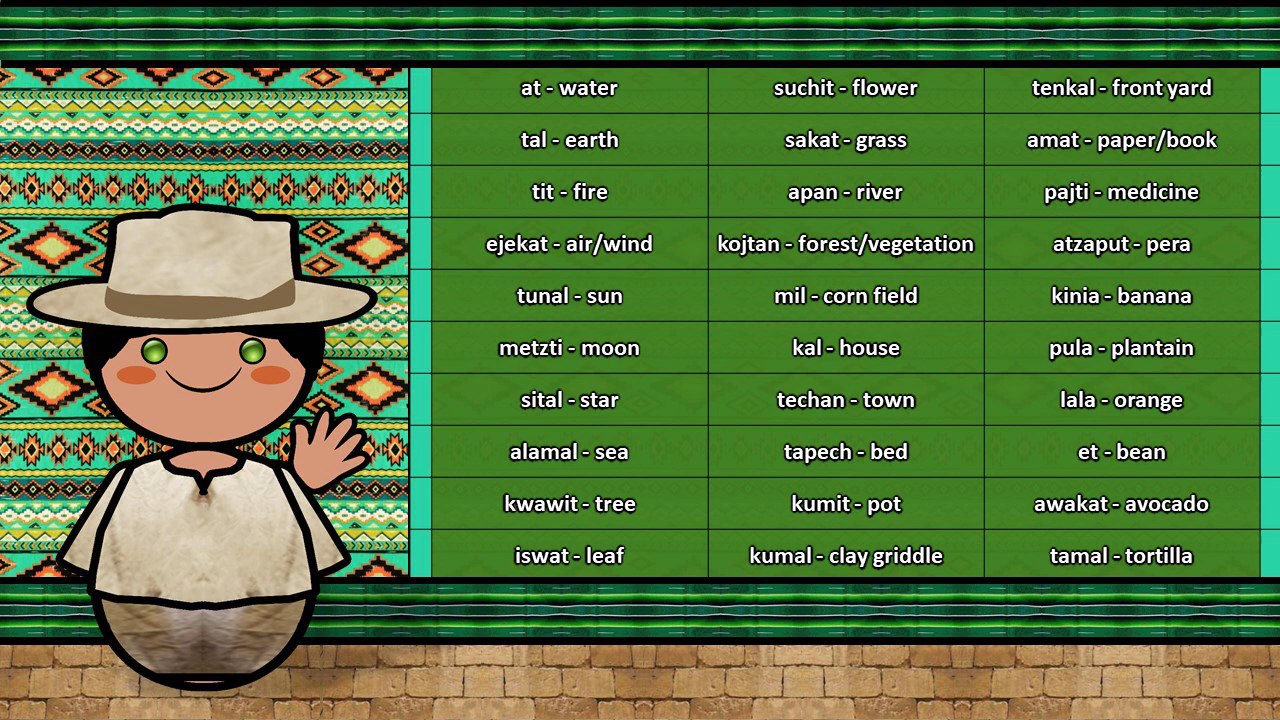 at - water
suchit - flower
tenkal - front yard
tal - earth
sakat - grass
amat - paper/book
tit - fire
apan - river
pajti - medicine
ejekat - air/wind
kojtan - forest/vegetation
atzaput - pera
tunal - sun
mil - corn field
kinia - banana
metzti - moon
kal - house
pula - plantain
sital - star
techan - town
lala - orange
alamal - sea
tapech - bed
et - bean
kwawit - tree
kumit - pot
awakat - avocado
iswat - leaf
kumal - clay griddle
tamal - tortilla